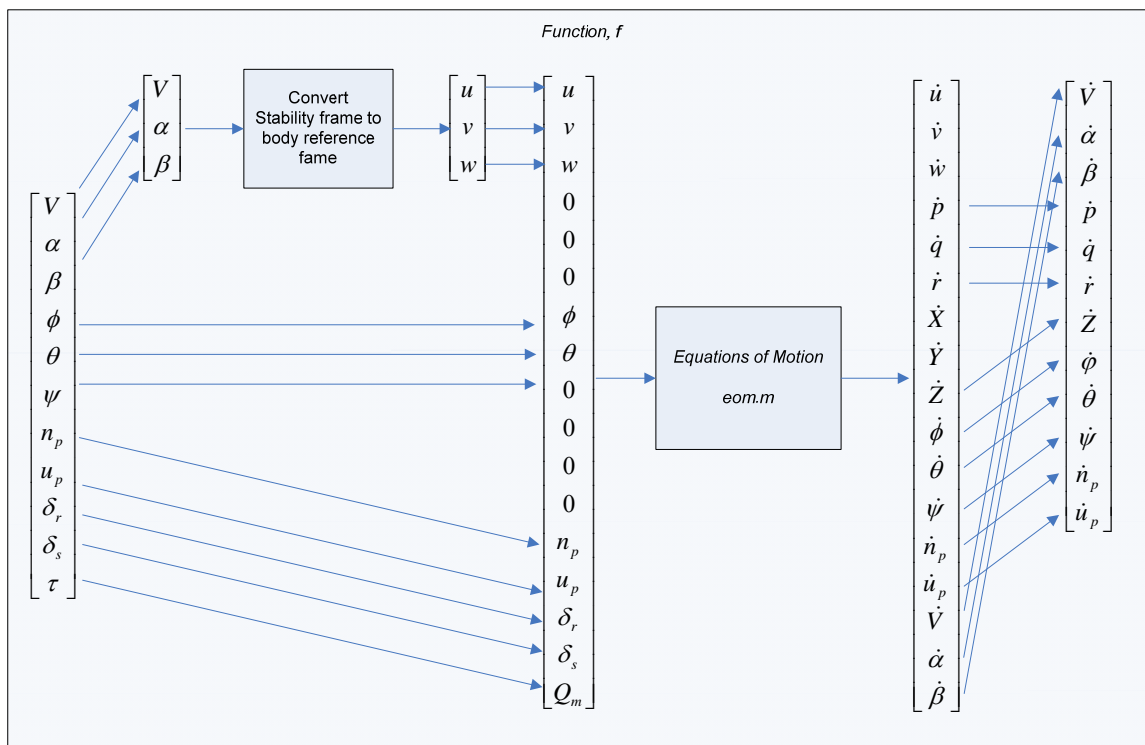 Function, f
V
α
β
Convert
Stability frame to
body reference
fame
u
v
w
V
α
β
ϕ
θ
ψ
n_p
u_p
δ_r
δ_s
τ
u
v
w
0
0
0
ϕ
θ
0
0
0
0
n_p
u_p
δ_r
δ_s
Q_m
Equations of Motion
eom.m
u̇
v̇
ẇ
ṗ
q̇
ṙ
Ẋ
Ẏ
Ż
ϕ̇
θ̇
ψ̇
ṅ_p
u̇_p
V̇
α̇
β̇
V̇
α̇
β̇
ṗ
q̇
ṙ
Ż
φ̇
θ̇
ψ̇
ṅ_p
u̇_p